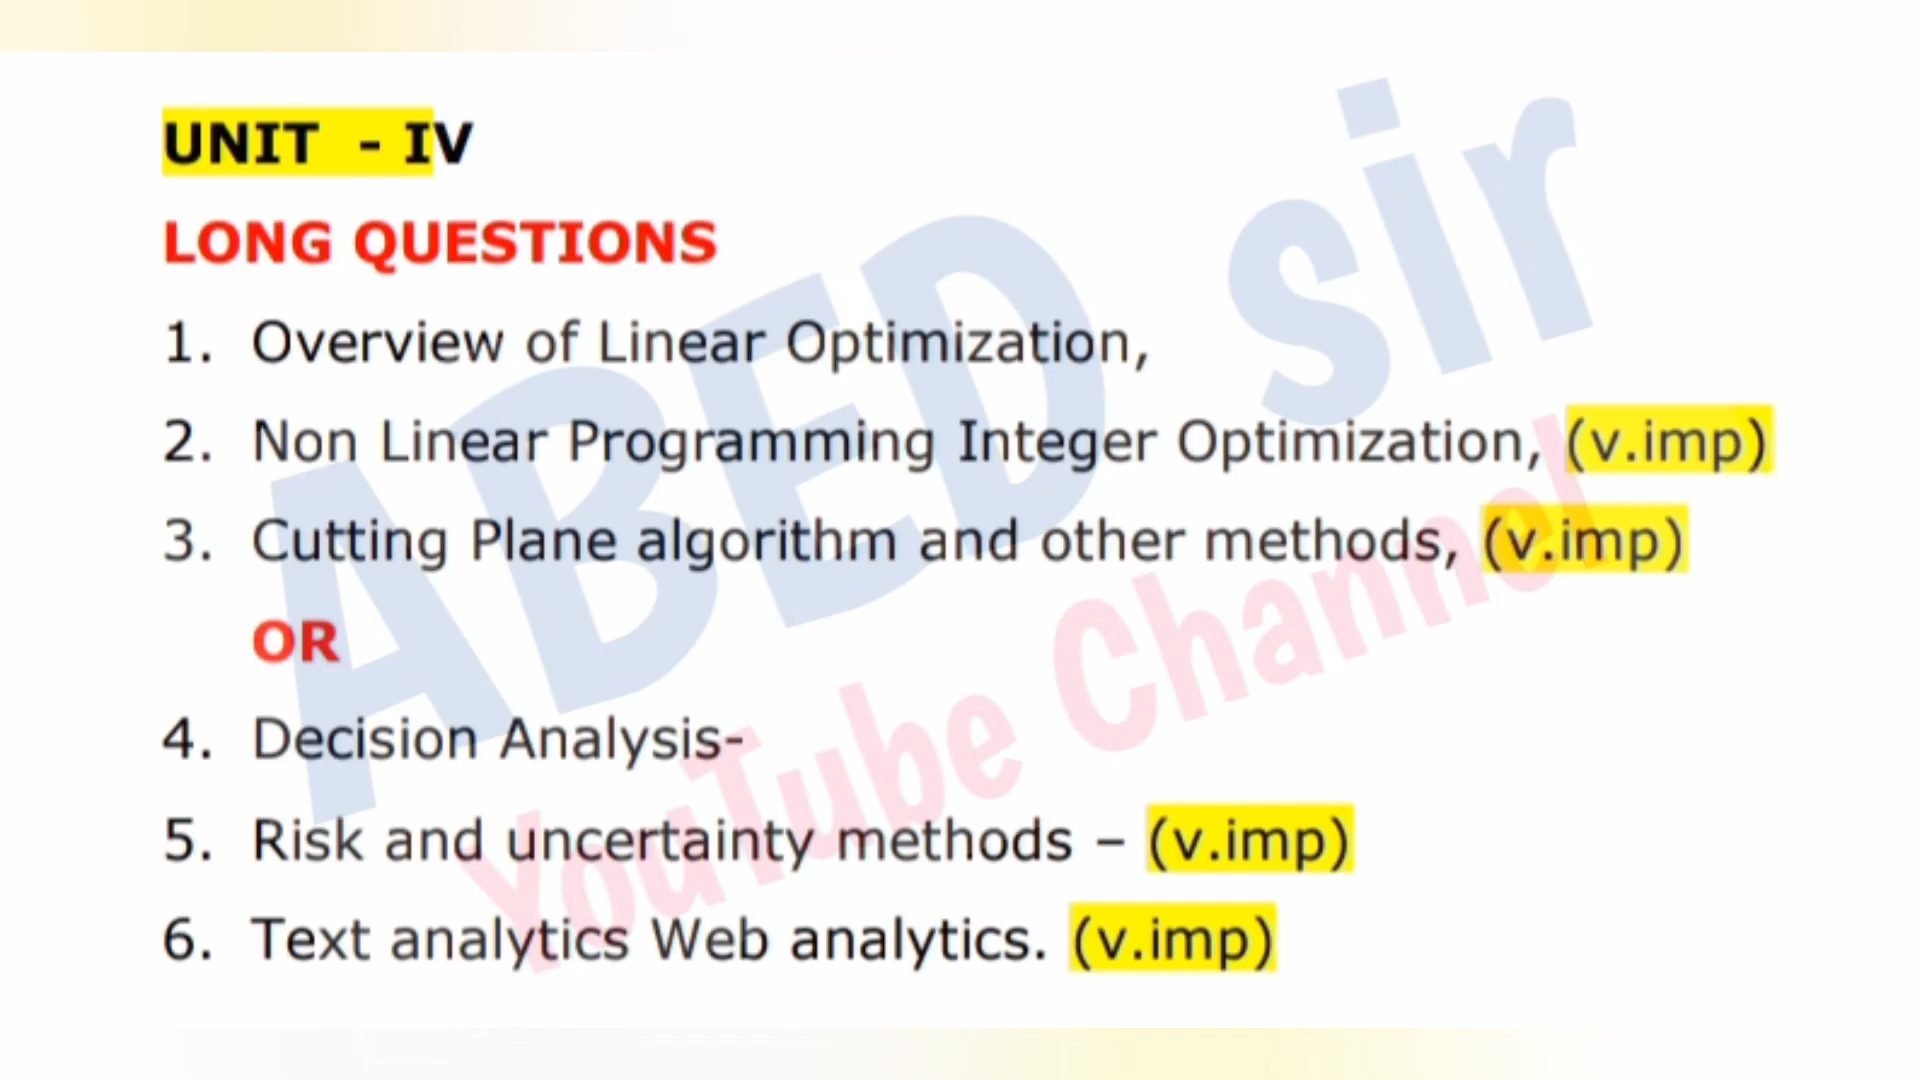 UNIT - IV
LONG QUESTIONS
1. Overview of Linear Optimization,
2. Non Linear Programming Integer Optimization, (v.imp)
3. Cutting Plane algorithm and other methods, (v.imp)
OR
4. Decision Analysis-
5. Risk and uncertainty methods – (v.imp)
6. Text analytics Web analytics. (v.imp)
ABED sir
YouTube Channel